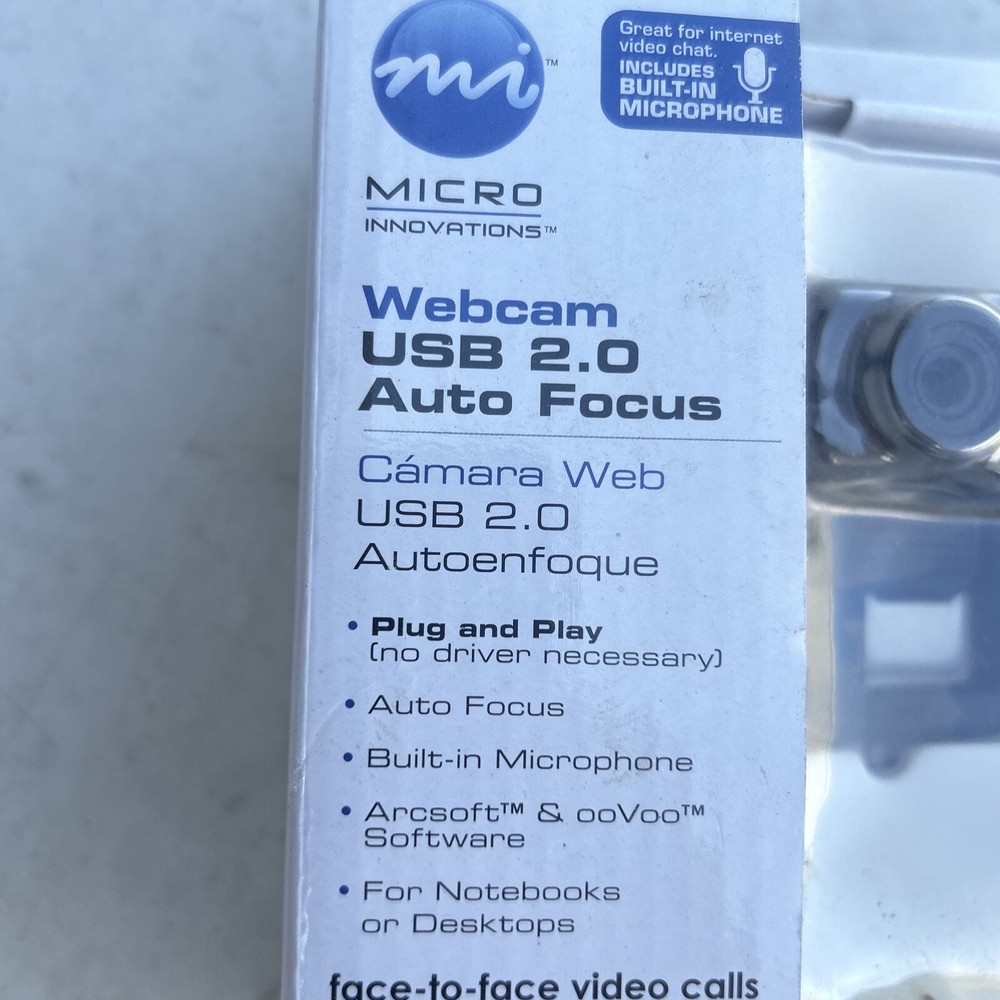 mi™
MICRO
INNOVATIONS™
Great for internet
video chat.
INCLUDES
BUILT-IN
MICROPHONE
Webcam
USB 2.0
Auto Focus
Cámara Web
USB 2.0
Autoenfoque
• Plug and Play
(no driver necessary)
• Auto Focus
• Built-in Microphone
• Arcsoft™ & ooVoo™
Software
• For Notebooks
or Desktops
face-to-face video calls